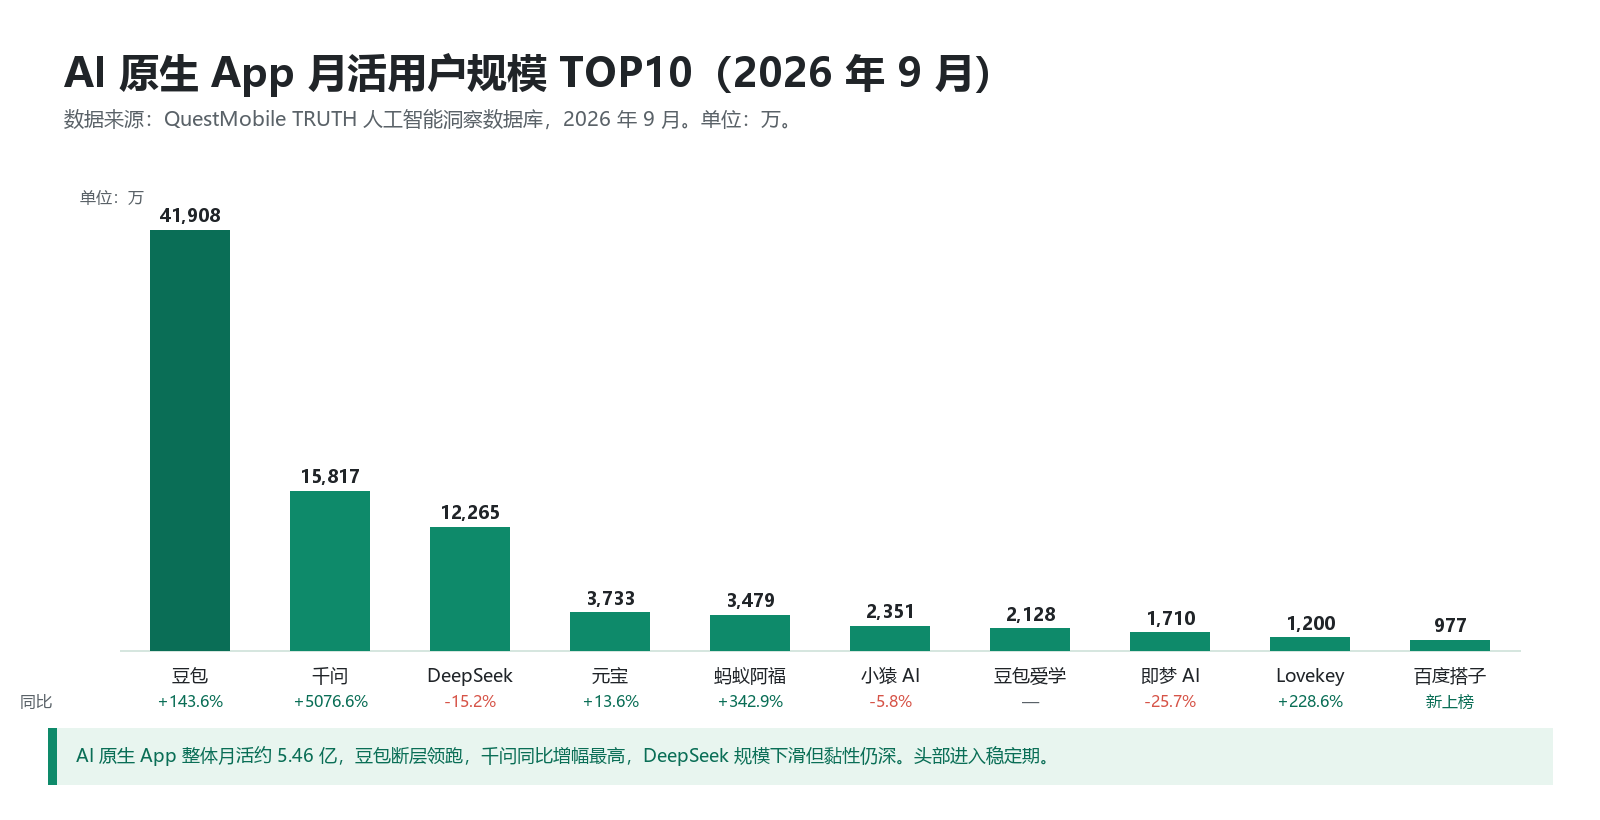 AI 原生 App 月活用户规模 TOP10（2026 年 9 月）
数据来源：QuestMobile TRUTH 人工智能洞察数据库，2026 年 9 月。单位：万。
单位：万
41,908
15,817
12,265
3,733
3,479
2,351
2,128
1,710
1,200
977
豆包 千问 DeepSeek 元宝 蚂蚁阿福 小猿 AI 豆包爱学 即梦 AI Lovekey 百度搭子
同比 +143.6% +5076.6% -15.2% +13.6% +342.9% -5.8% — -25.7% +228.6% 新上榜
AI 原生 App 整体月活约 5.46 亿，豆包断层领跑，千问同比增幅最高，DeepSeek 规模下滑但黏性仍深。头部进入稳定期。